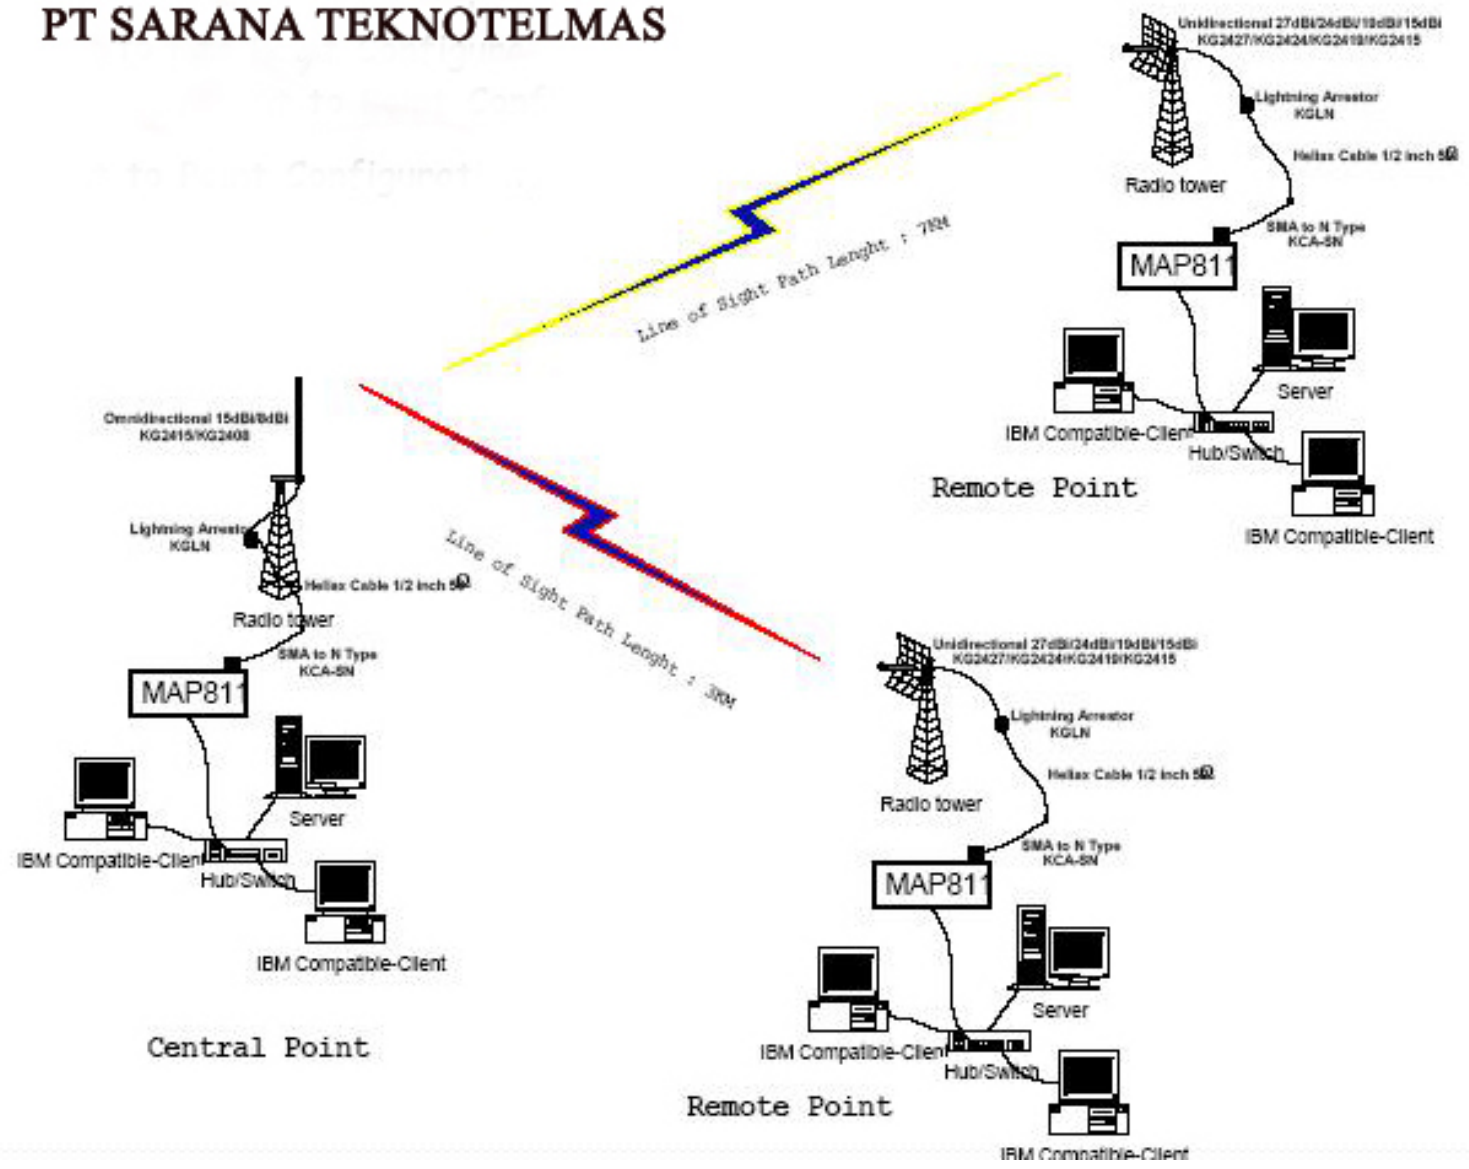 PT SARANA TEKNOTELMAS
Unidirectional 27dBi/24dBi/19dBi/15dBi
KG2427/KG2424/KG2419/KG2415
Lightning Arrestor
KGLN
Heliax Cable 1/2 inch
Radio tower
SMA to N Type
KCA-SN
MAP811
Server
IBM Compatible-Client
Hub/Switch
Remote Point
IBM Compatible-Client
Line of Sight Path Lenght : 7KM
Omnidirectional 15dBi/8dBi
KG2415/KG2408
Lightning Arrestor
KGLN
Heliax Cable 1/2 inch
Radio tower
SMA to N Type
KCA-SN
MAP811
Server
IBM Compatible-Client
Hub/Switch
IBM Compatible-Client
Central Point
Line of Sight Path Lenght : 3KM
Unidirectional 27dBi/24dBi/19dBi/15dBi
KG2427/KG2424/KG2419/KG2415
Lightning Arrestor
KGLN
Heliax Cable 1/2 inch
Radio tower
SMA to N Type
KCA-SN
MAP811
Server
IBM Compatible-Client
Hub/Switch
Remote Point
IBM Compatible-Client